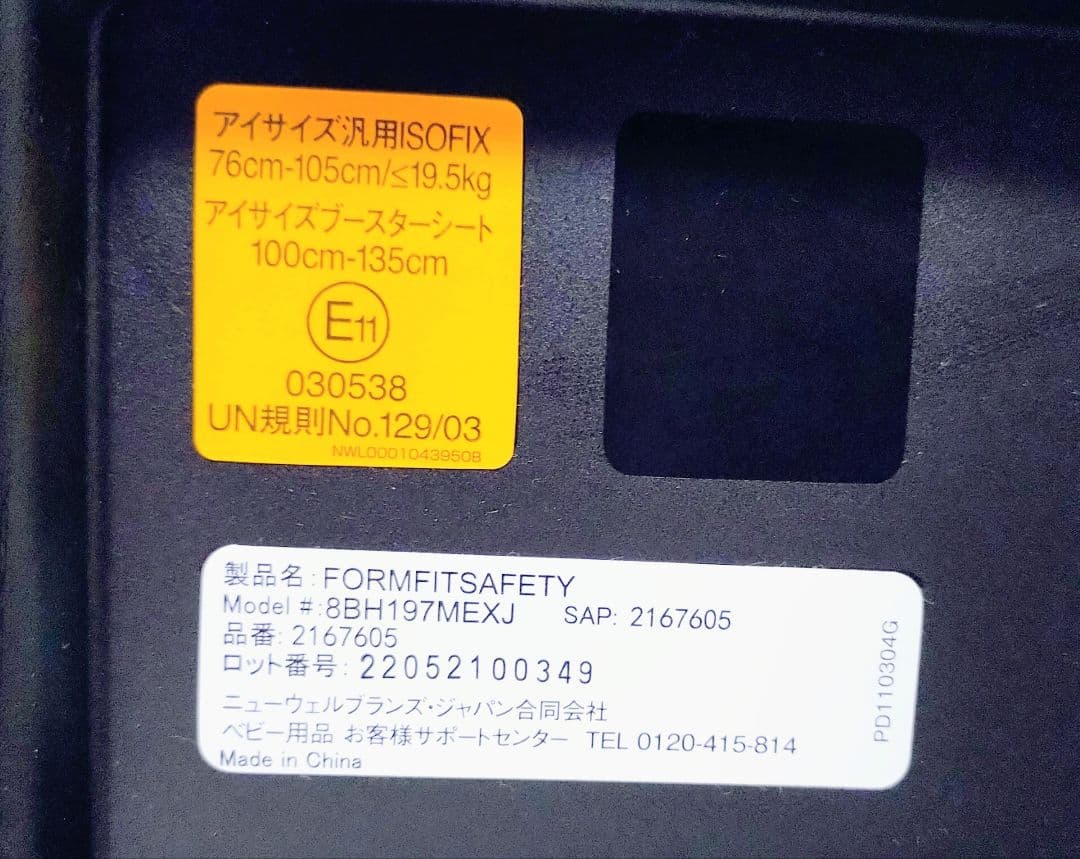 アイサイズ汎用ISOFIX
76cm-105cm/≤19.5kg
アイサイズブースターシート
100cm-135cm
E11
030538
UN規則No.129/03
NWL00010439508
製品名:FORMFITSAFETY
Model #:8BH197MEXJ SAP: 2167605
品番: 2167605
ロット番号: 22052100349
ニューウェルブランズ・ジャパン合同会社
ベビー用品 お客様サポートセンター TEL 0120-415-814
Made in China
PD110304G